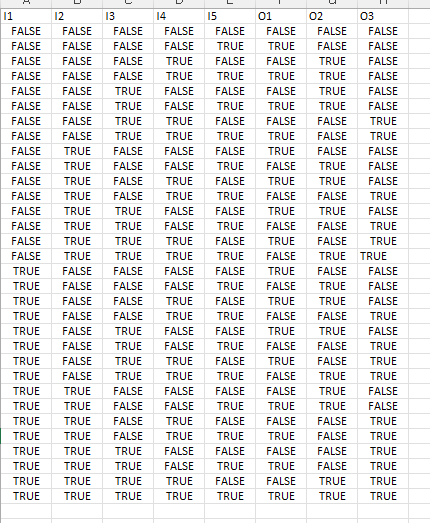 I1 I2 I3 I4 I5 O1 O2 O3
FALSE FALSE FALSE FALSE FALSE FALSE FALSE FALSE
FALSE FALSE FALSE FALSE TRUE TRUE FALSE FALSE
FALSE FALSE FALSE TRUE FALSE FALSE TRUE FALSE
FALSE FALSE FALSE TRUE TRUE TRUE TRUE FALSE
FALSE FALSE TRUE FALSE FALSE FALSE TRUE FALSE
FALSE FALSE TRUE FALSE TRUE TRUE TRUE FALSE
FALSE FALSE TRUE TRUE FALSE FALSE FALSE TRUE
FALSE FALSE TRUE TRUE TRUE TRUE FALSE TRUE
FALSE TRUE FALSE FALSE FALSE TRUE FALSE FALSE
FALSE TRUE FALSE FALSE TRUE FALSE TRUE FALSE
FALSE TRUE FALSE TRUE FALSE TRUE TRUE FALSE
FALSE TRUE FALSE TRUE TRUE FALSE FALSE TRUE
FALSE TRUE TRUE FALSE FALSE TRUE TRUE FALSE
FALSE TRUE TRUE FALSE TRUE FALSE FALSE TRUE
FALSE TRUE TRUE TRUE FALSE TRUE FALSE TRUE
FALSE TRUE TRUE TRUE TRUE FALSE TRUE TRUE
TRUE FALSE FALSE FALSE FALSE TRUE FALSE FALSE
TRUE FALSE FALSE FALSE TRUE FALSE TRUE FALSE
TRUE FALSE FALSE TRUE FALSE TRUE TRUE FALSE
TRUE FALSE FALSE TRUE TRUE FALSE FALSE TRUE
TRUE FALSE TRUE FALSE FALSE TRUE TRUE FALSE
TRUE FALSE TRUE FALSE TRUE FALSE FALSE TRUE
TRUE FALSE TRUE TRUE FALSE TRUE FALSE TRUE
TRUE FALSE TRUE TRUE TRUE FALSE TRUE TRUE
TRUE TRUE FALSE FALSE FALSE FALSE TRUE FALSE
TRUE TRUE FALSE FALSE TRUE TRUE TRUE FALSE
TRUE TRUE FALSE TRUE FALSE FALSE FALSE TRUE
TRUE TRUE FALSE TRUE TRUE TRUE FALSE TRUE
TRUE TRUE TRUE FALSE FALSE FALSE FALSE TRUE
TRUE TRUE TRUE FALSE TRUE TRUE FALSE TRUE
TRUE TRUE TRUE TRUE FALSE FALSE TRUE TRUE
TRUE TRUE TRUE TRUE TRUE TRUE TRUE TRUE